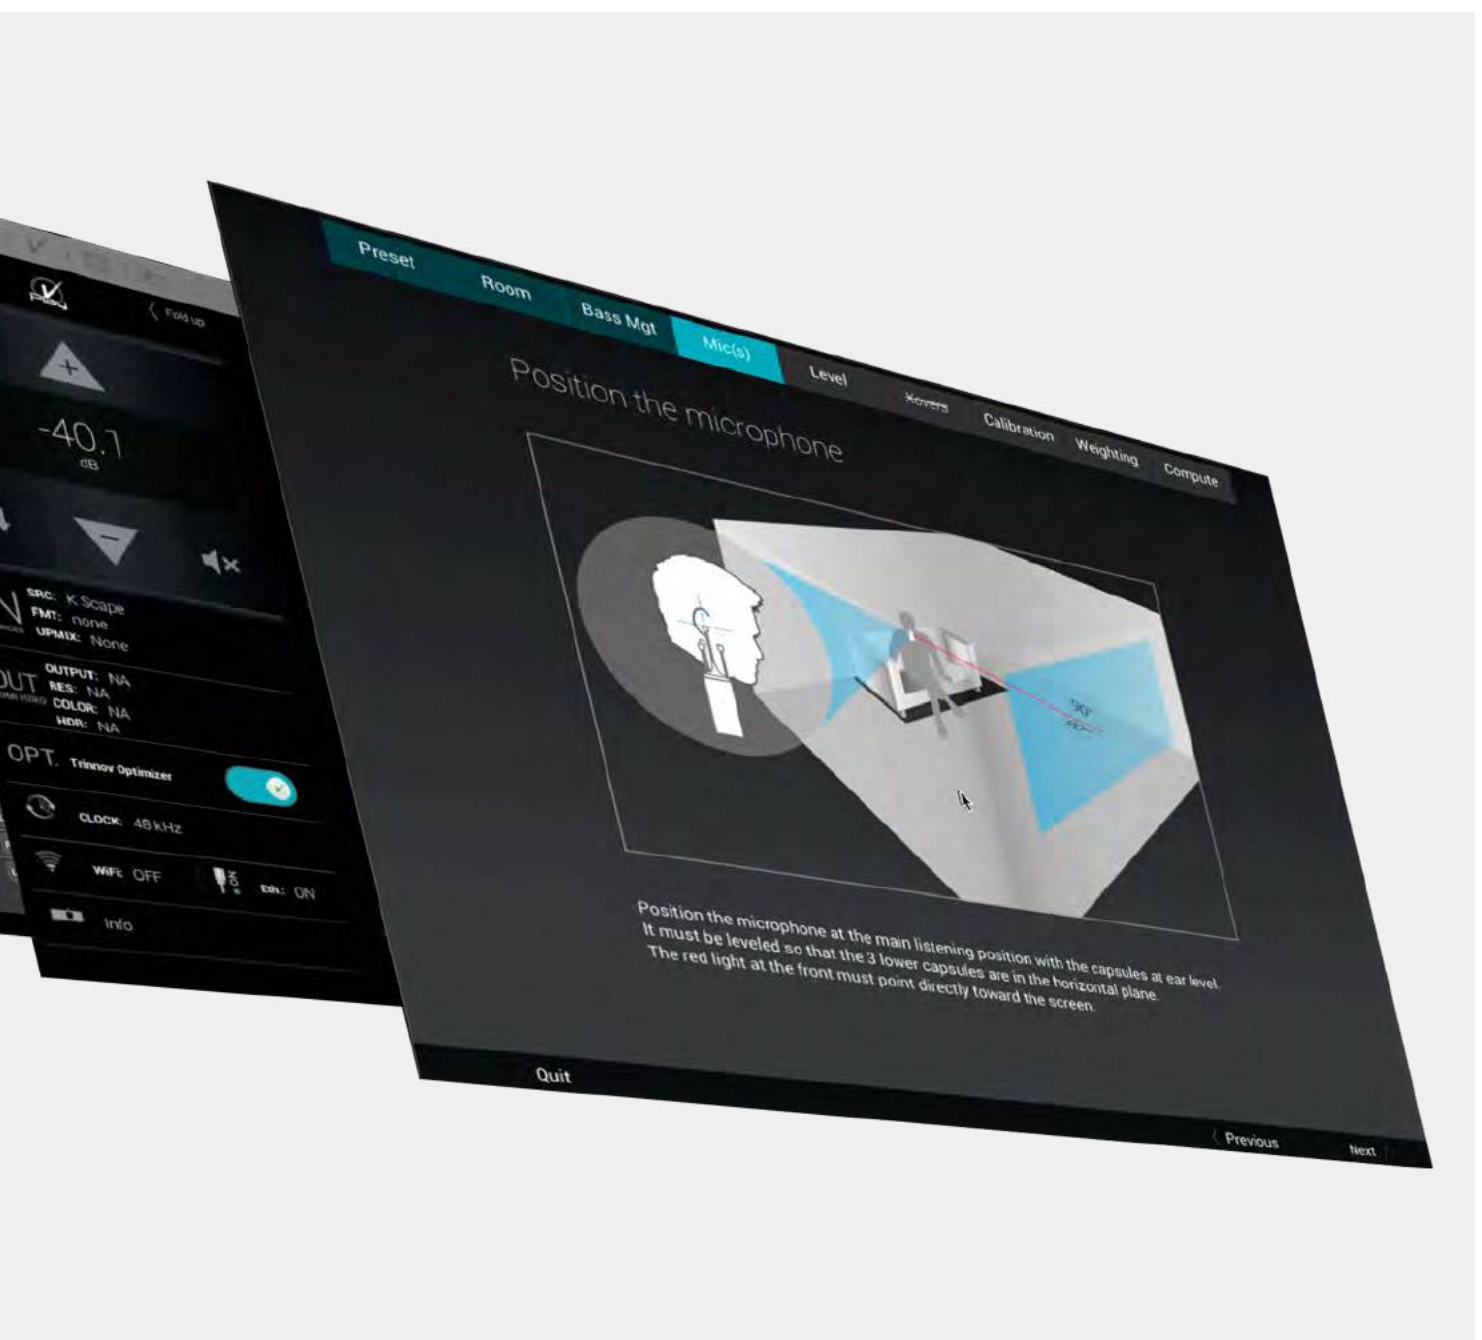 Fold up
+
-40.1
dB
−
SRC: K Scape
FMT: none
UPMIX: None
OUT
OUTPUT: NA
RES: NA
COLOR: NA
HDR: NA
OPT. Trinnov Optimizer
CLOCK: 48 kHz
WiFi: OFF
Eth.: ON
Info
Preset
Room
Bass Mgt
Mic(s)
Level
Xovers
Calibration
Weighting
Compute
Position the microphone
90°
Position the microphone at the main listening position with the capsules at ear level.
It must be leveled so that the 3 lower capsules are in the horizontal plane.
The red light at the front must point directly toward the screen.
Quit
Previous
Next